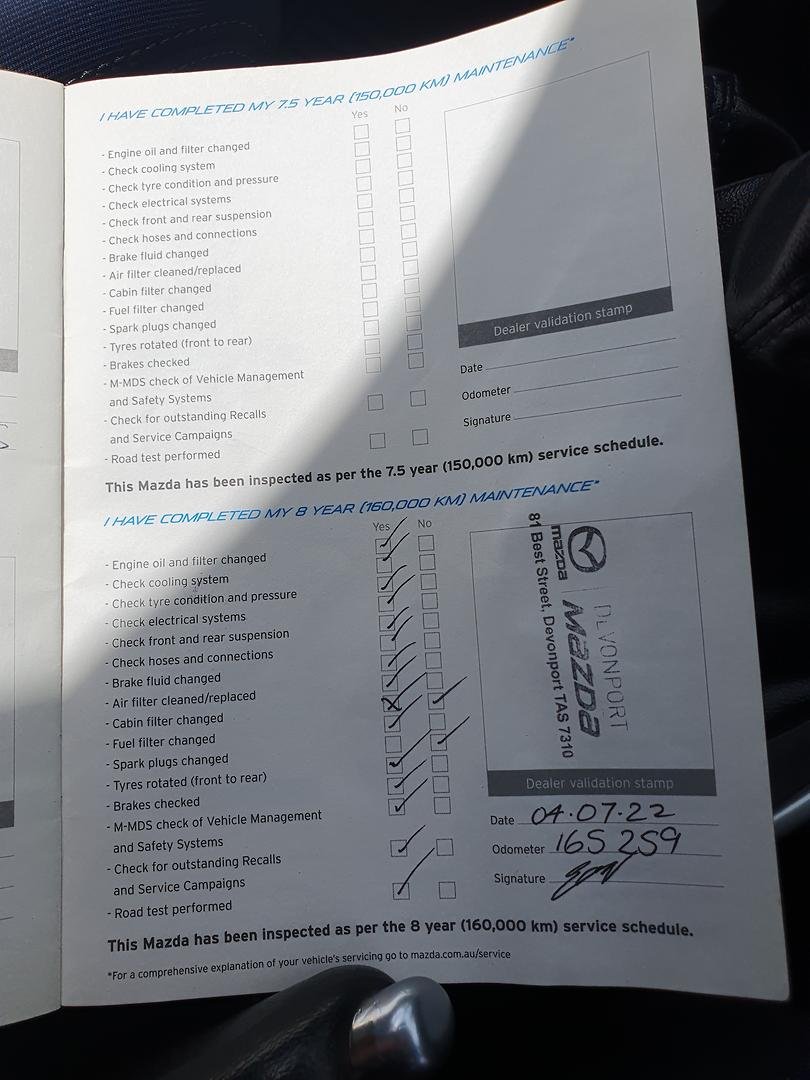 I HAVE COMPLETED MY 7.5 YEAR (150,000 KM) MAINTENANCE*
Yes No
- Engine oil and filter changed
- Check cooling system
- Check tyre condition and pressure
- Check electrical systems
- Check front and rear suspension
- Check hoses and connections
- Brake fluid changed
- Air filter cleaned/replaced
- Cabin filter changed
- Fuel filter changed
- Spark plugs changed
- Tyres rotated (front to rear)
- Brakes checked
- M-MDS check of Vehicle Management
and Safety Systems
- Check for outstanding Recalls
and Service Campaigns
- Road test performed
Dealer validation stamp
Date
Odometer
Signature
This Mazda has been inspected as per the 7.5 year (150,000 km) service schedule.
I HAVE COMPLETED MY 8 YEAR (160,000 KM) MAINTENANCE*
Yes No
- Engine oil and filter changed
- Check cooling system
- Check tyre condition and pressure
- Check electrical systems
- Check front and rear suspension
- Check hoses and connections
- Brake fluid changed
- Air filter cleaned/replaced
- Cabin filter changed
- Fuel filter changed
- Spark plugs changed
- Tyres rotated (front to rear)
- Brakes checked
- M-MDS check of Vehicle Management
and Safety Systems
- Check for outstanding Recalls
and Service Campaigns
- Road test performed
DEVONPORT
mazda mazda
81 Best Street, Devonport TAS 7310
Dealer validation stamp
Date 04.07.22
Odometer 165 259
Signature
This Mazda has been inspected as per the 8 year (160,000 km) service schedule.
*For a comprehensive explanation of your vehicle's servicing go to mazda.com.au/service